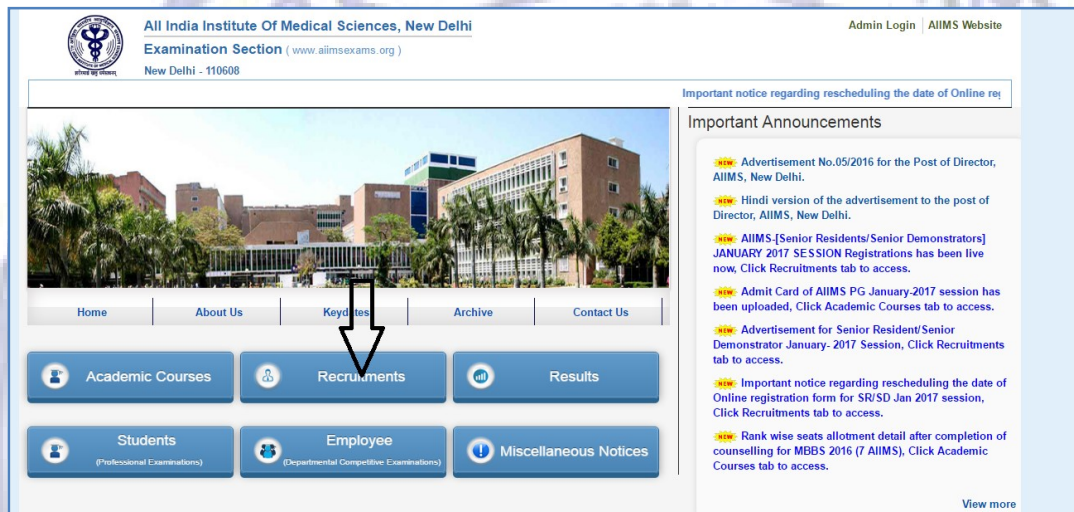 All India Institute Of Medical Sciences, New Delhi
Examination Section ( www.aiimsexams.org )
New Delhi - 110608
Admin Login
AIIMS Website
Important notice regarding rescheduling the date of Online
Important Announcements
NEW Advertisement No.05/2016 for the Post of Director,
AIIMS, New Delhi.
NEW Hindi version of the advertisement to the post of
Director, AIIMS, New Delhi.
NEW AIIMS-[Senior Residents/Senior Demonstrators]
JANUARY 2017 SESSION Registrations has been live
now, Click Recruitments tab to access.
NEW Admit Card of AIIMS PG January-2017 session has
been uploaded, Click Academic Courses tab to access.
NEW Advertisement for Senior Resident/Senior
Demonstrator January- 2017 Session, Click Recruitments
tab to access.
NEW Important notice regarding rescheduling the date of
Online registration form for SR/SD Jan 2017 session,
Click Recruitments tab to access.
NEW Rank wise seats allotment detail after completion of
counselling for MBBS 2016 (7 AIIMS), Click Academic
Courses tab to access.
View more
Home
About Us
Keydates
Archive
Contact Us
Academic Courses
Recruitments
Results
Students
(Professional Examinations)
Employee
(Departmental Competitive Examinations)
Miscellaneous Notices